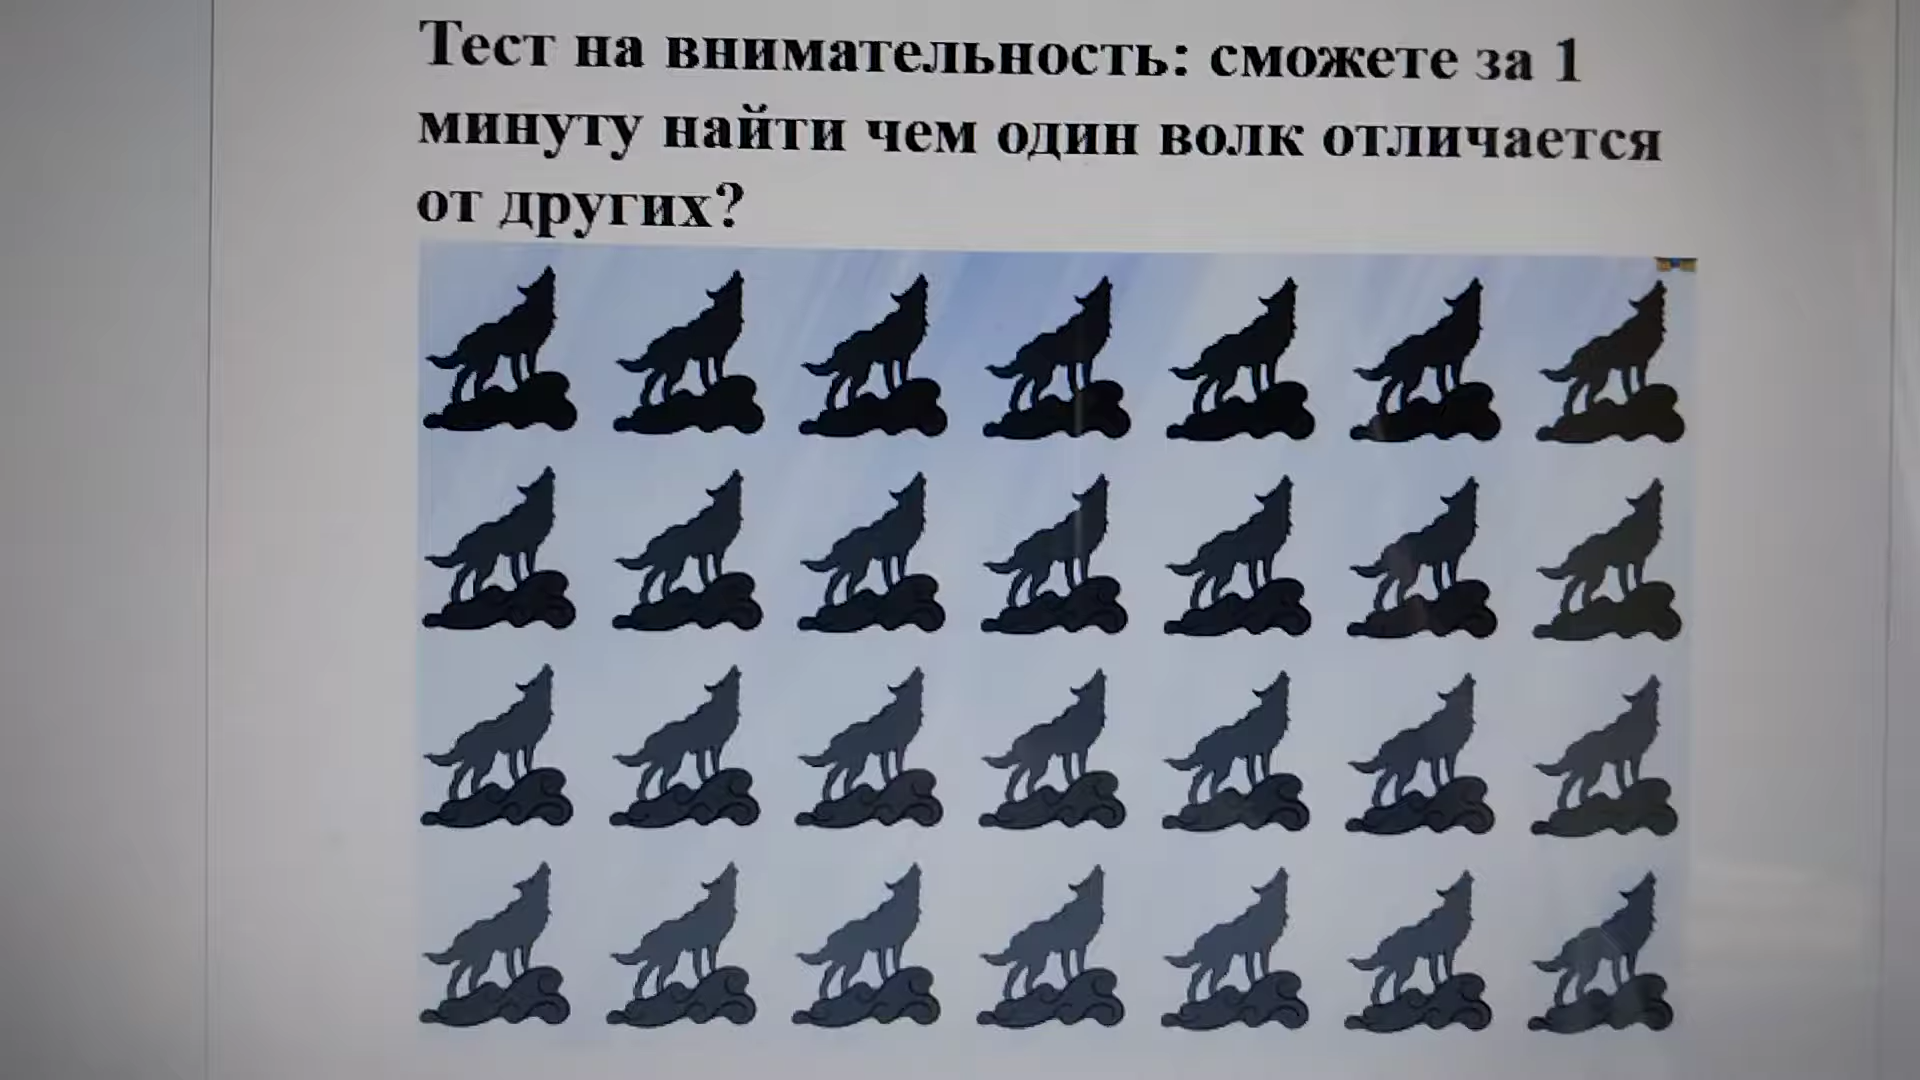 Тест на внимательность: сможете за 1
минуту найти чем один волк отличается
от других?